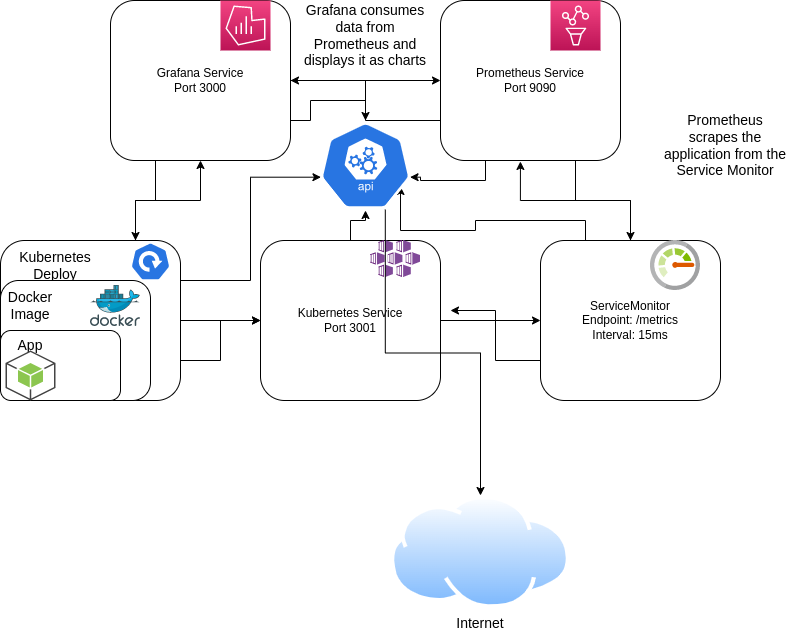 Grafana consumes
data from
Prometheus and
displays it as charts
Grafana Service
Port 3000
Prometheus Service
Port 9090
Prometheus
scrapes the
application from the
Service Monitor
api
Kubernetes
Deploy
Docker
Image
docker
App
Kubernetes Service
Port 3001
ServiceMonitor
Endpoint: /metrics
Interval: 15ms
Internet